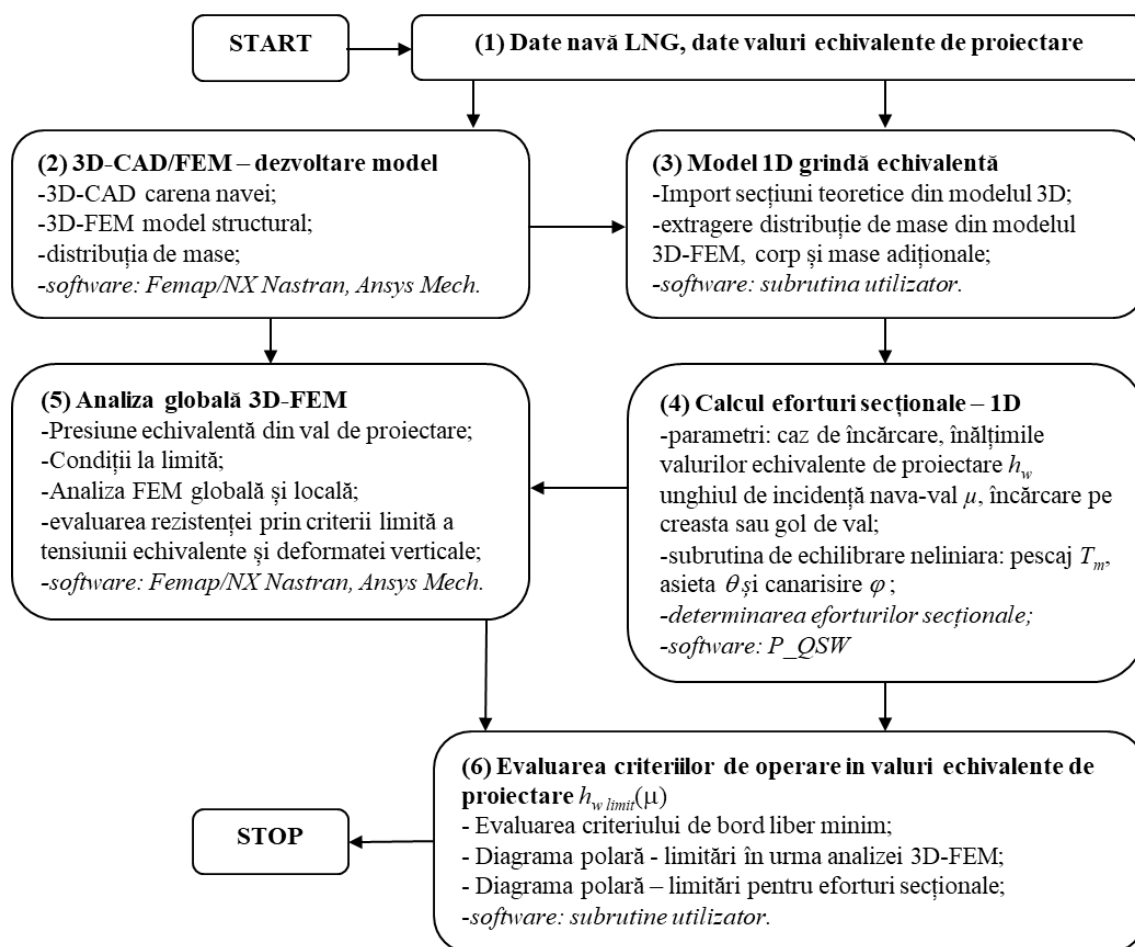 START
(1) Date navă LNG, date valuri echivalente de proiectare
(2) 3D-CAD/FEM – dezvoltare model
-3D-CAD carena navei;
-3D-FEM model structural;
-distribuția de mase;
-software: Femap/NX Nastran, Ansys Mech.
(3) Model 1D grindă echivalentă
-Import secțiuni teoretice din modelul 3D;
-extragere distribuție de mase din modelul
3D-FEM, corp și mase adiționale;
-software: subrutina utilizator.
(5) Analiza globală 3D-FEM
-Presiune echivalentă din val de proiectare;
-Condiții la limită;
-Analiza FEM globală și locală;
-evaluarea rezistenței prin criterii limită a
tensiunii echivalente și deformatei verticale;
-software: Femap/NX Nastran, Ansys Mech.
(4) Calcul eforturi secționale – 1D
-parametri: caz de încărcare, înălțimile
valurilor echivalente de proiectare h_w
unghiul de incidență nava-val μ, încărcare pe
creasta sau gol de val;
-subrutina de echilibrare neliniara: pescaj T_m,
asieta θ și canarisire φ;
-determinarea eforturilor secționale;
-software: P_QSW
(6) Evaluarea criteriilor de operare in valuri echivalente de
proiectare h_w limit(μ)
- Evaluarea criteriului de bord liber minim;
- Diagrama polară - limitări în urma analizei 3D-FEM;
- Diagrama polară – limitări pentru eforturi secționale;
-software: subrutine utilizator.
STOP